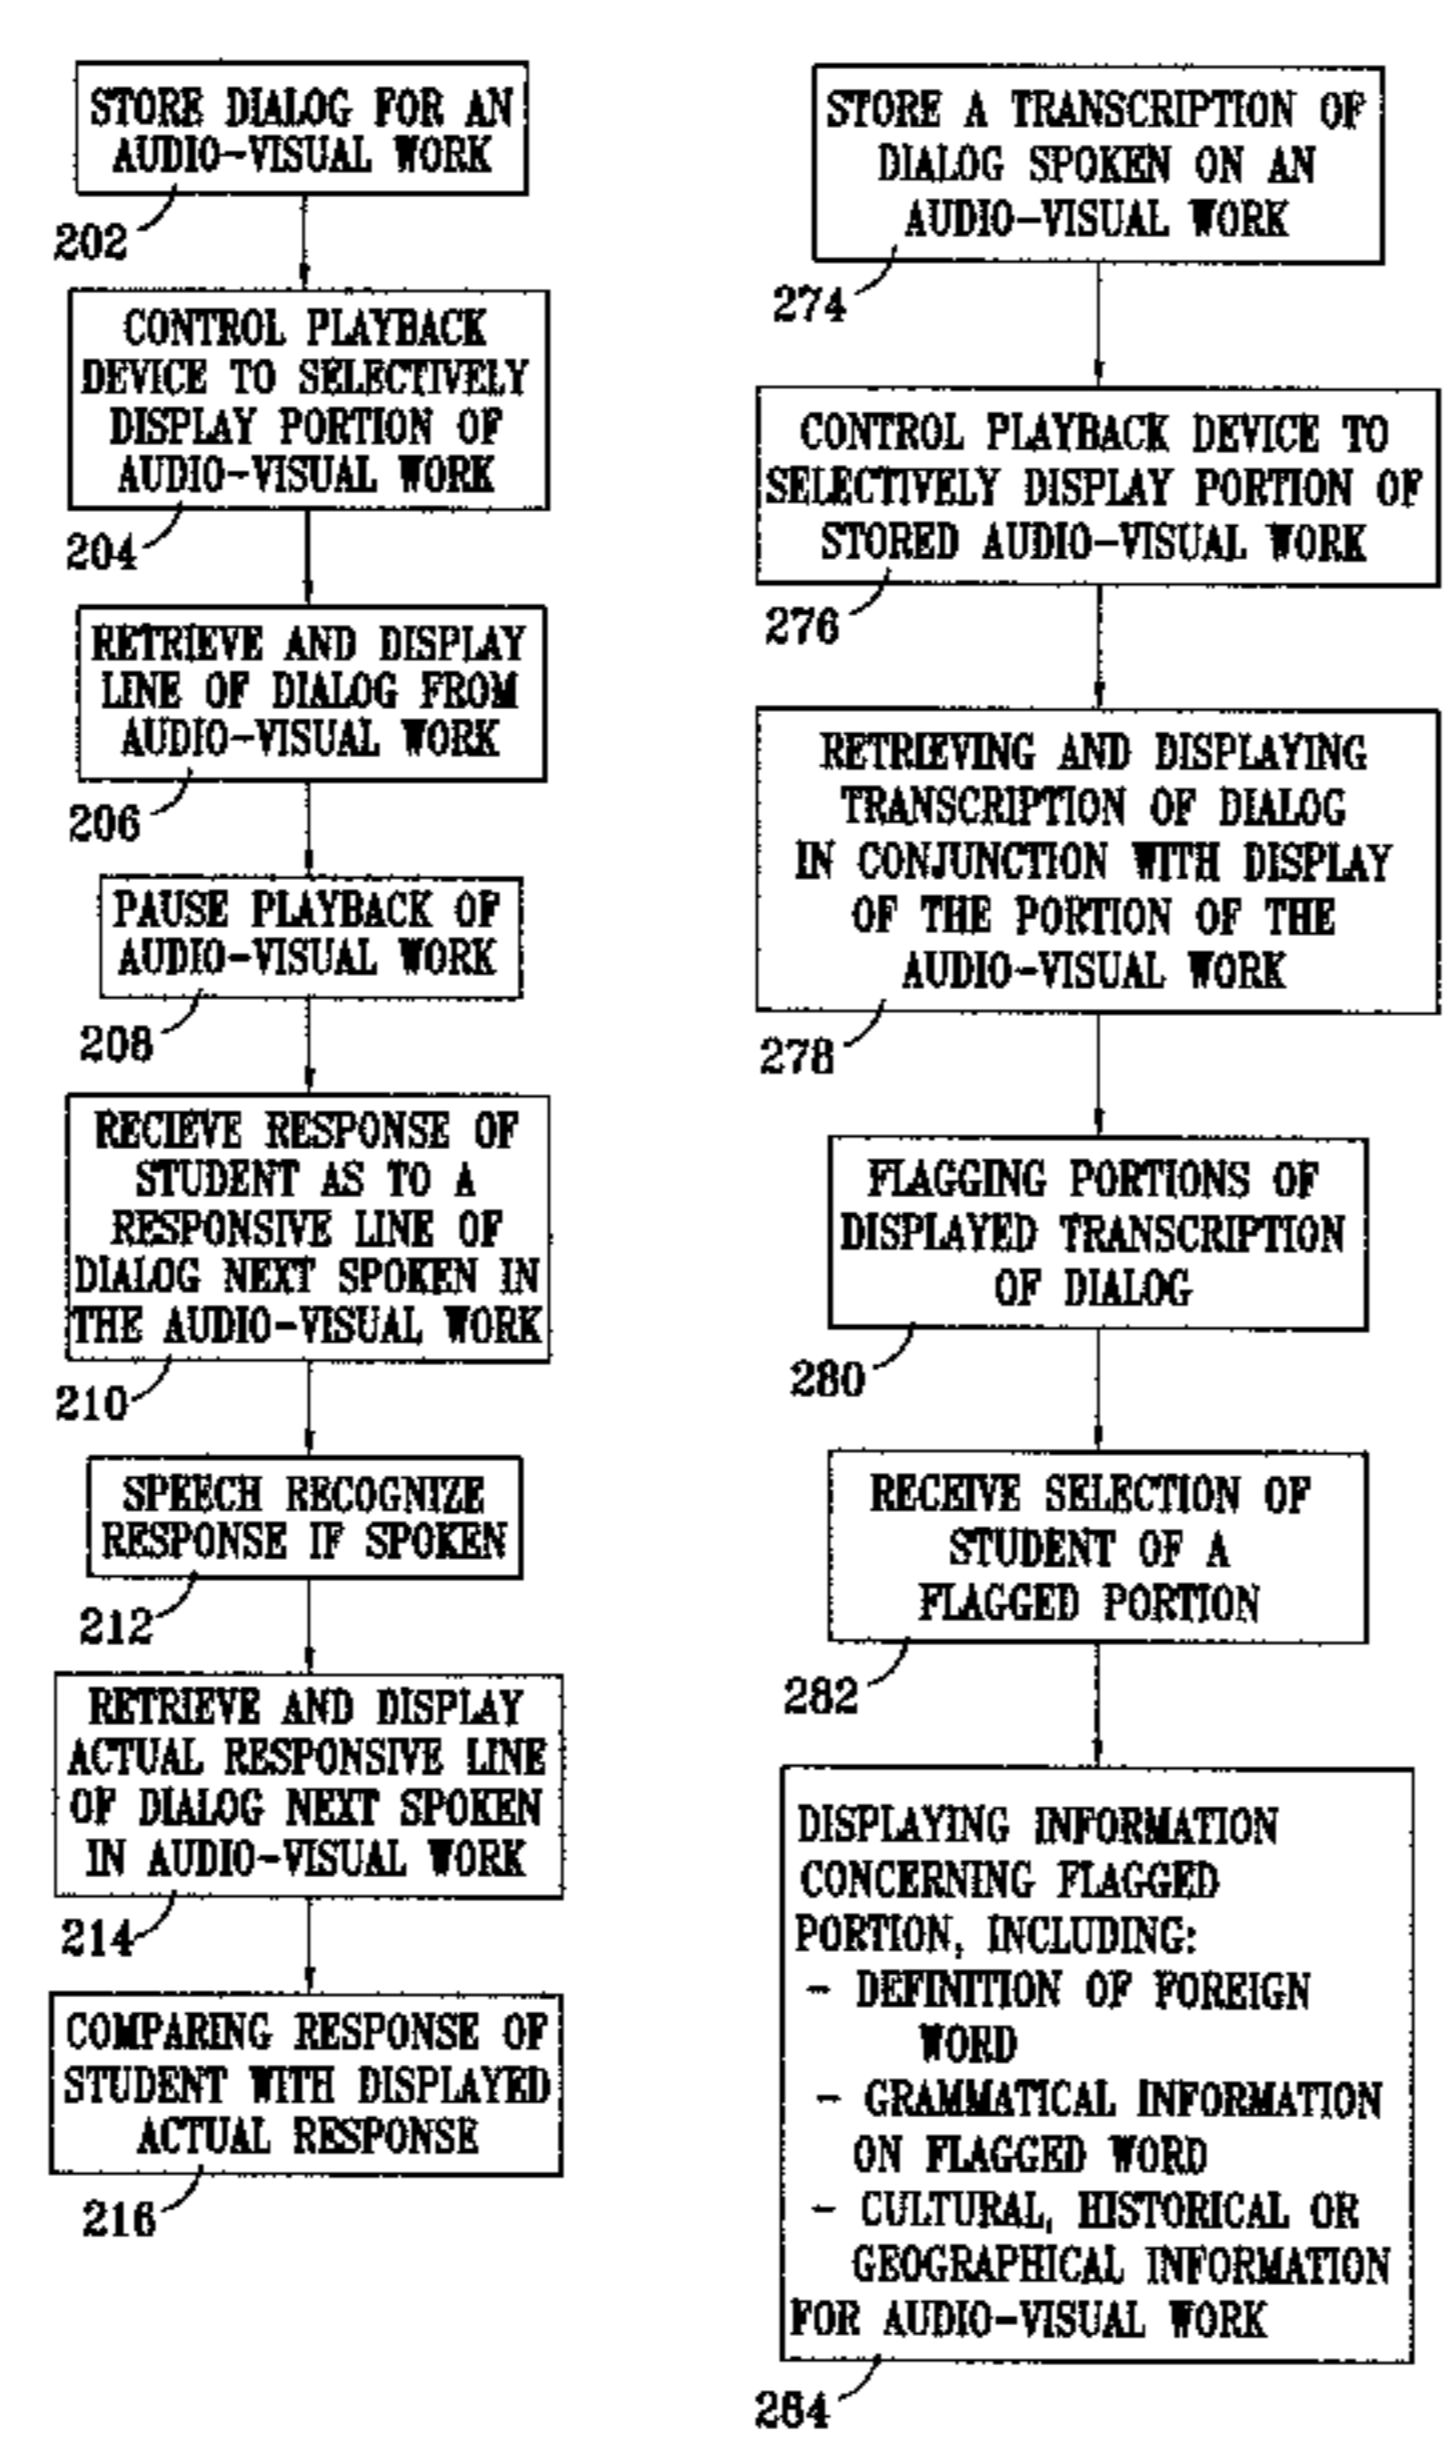 STORE DIALOG FOR AN
AUDIO-VISUAL WORK
202
CONTROL PLAYBACK
DEVICE TO SELECTIVELY
DISPLAY PORTION OF
AUDIO-VISUAL WORK
204
RETRIEVE AND DISPLAY
LINE OF DIALOG FROM
AUDIO-VISUAL WORK
206
PAUSE PLAYBACK OF
AUDIO-VISUAL WORK
208
RECIEVE RESPONSE OF
STUDENT AS TO A
RESPONSIVE LINE OF
DIALOG NEXT SPOKEN IN
THE AUDIO-VISUAL WORK
210
SPEECH RECOGNIZE
RESPONSE IF SPOKEN
212
RETRIEVE AND DISPLAY
ACTUAL RESPONSIVE LINE
OF DIALOG NEXT SPOKEN
IN AUDIO-VISUAL WORK
214
COMPARING RESPONSE OF
STUDENT WITH DISPLAYED
ACTUAL RESPONSE
216
STORE A TRANSCRIPTION OF
DIALOG SPOKEN ON AN
AUDIO-VISUAL WORK
274
CONTROL PLAYBACK DEVICE TO
SELECTIVELY DISPLAY PORTION OF
STORED AUDIO-VISUAL WORK
276
RETRIEVING AND DISPLAYING
TRANSCRIPTION OF DIALOG
IN CONJUNCTION WITH DISPLAY
OF THE PORTION OF THE
AUDIO-VISUAL WORK
278
FLAGGING PORTIONS OF
DISPLAYED TRANSCRIPTION
OF DIALOG
280
RECEIVE SELECTION OF
STUDENT OF A
FLAGGED PORTION
282
DISPLAYING INFORMATION
CONCERNING FLAGGED
PORTION, INCLUDING:
- DEFINITION OF FOREIGN
WORD
- GRAMMATICAL INFORMATION
ON FLAGGED WORD
- CULTURAL, HISTORICAL OR
GEOGRAPHICAL INFORMATION
FOR AUDIO-VISUAL WORK
284